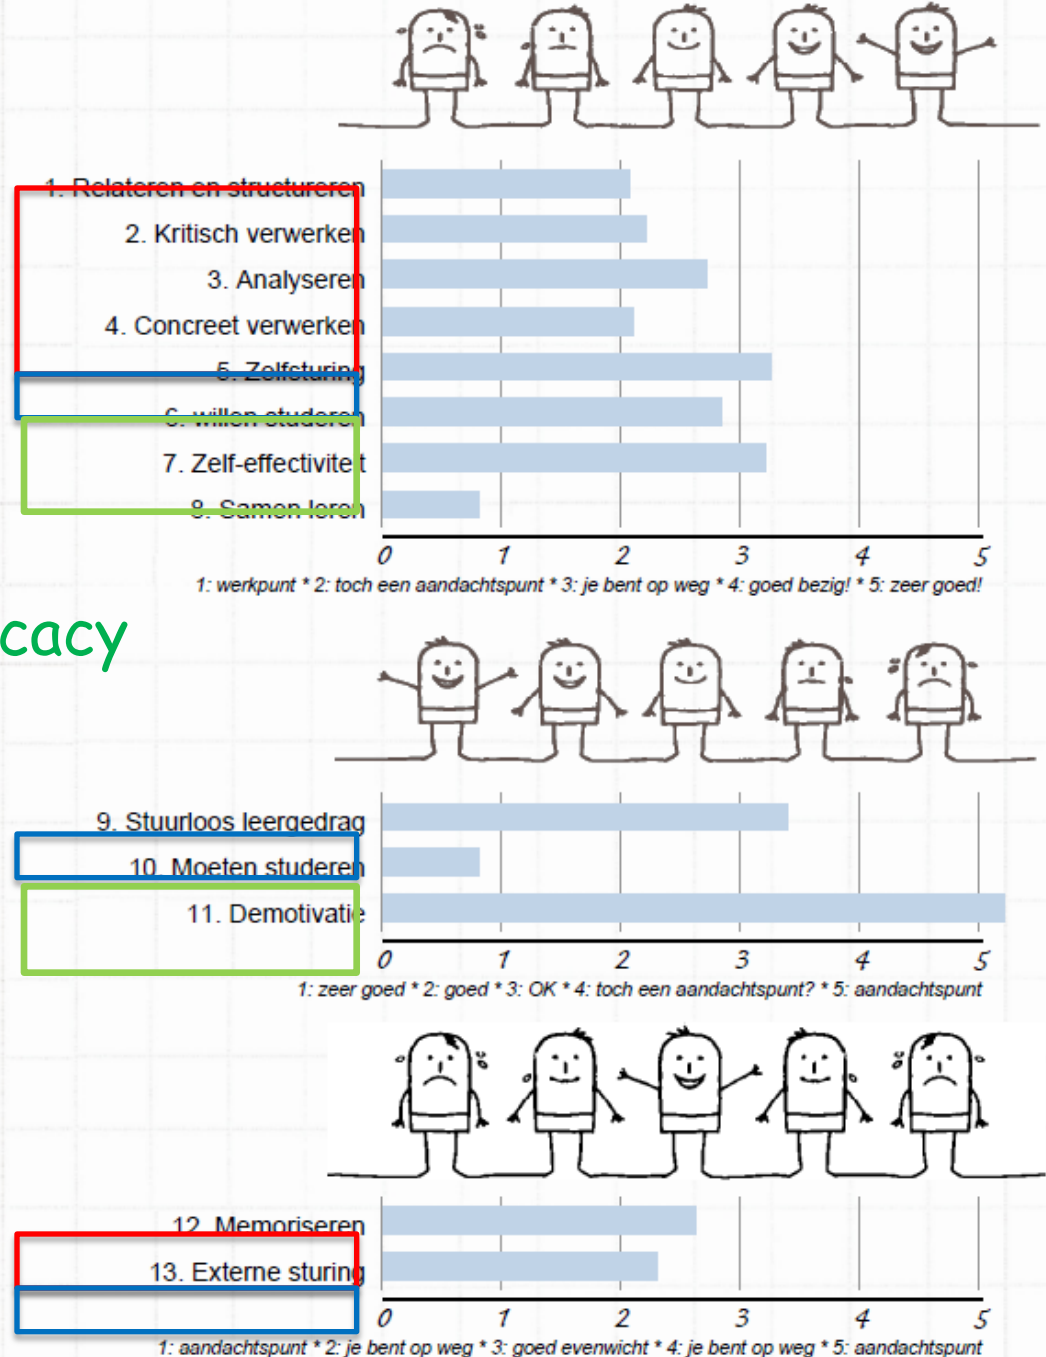 1. Relateren en structureren
2. Kritisch verwerken
3. Analyseren
4. Concreet verwerken
5. Zelfsturing
6. willen studeren
7. Zelf-effectiviteit
8. Samen leren
0 1 2 3 4 5
1: werkpunt * 2: toch een aandachtspunt * 3: je bent op weg * 4: goed bezig! * 5: zeer goed!
cacy
9. Stuurloos leergedrag
10. Moeten studeren
11. Demotivatie
0 1 2 3 4 5
1: zeer goed * 2: goed * 3: OK * 4: toch een aandachtspunt? * 5: aandachtspunt
12. Memoriseren
13. Externe sturing
0 1 2 3 4 5
1: aandachtspunt * 2: je bent op weg * 3: goed evenwicht * 4: je bent op weg * 5: aandachtspunt